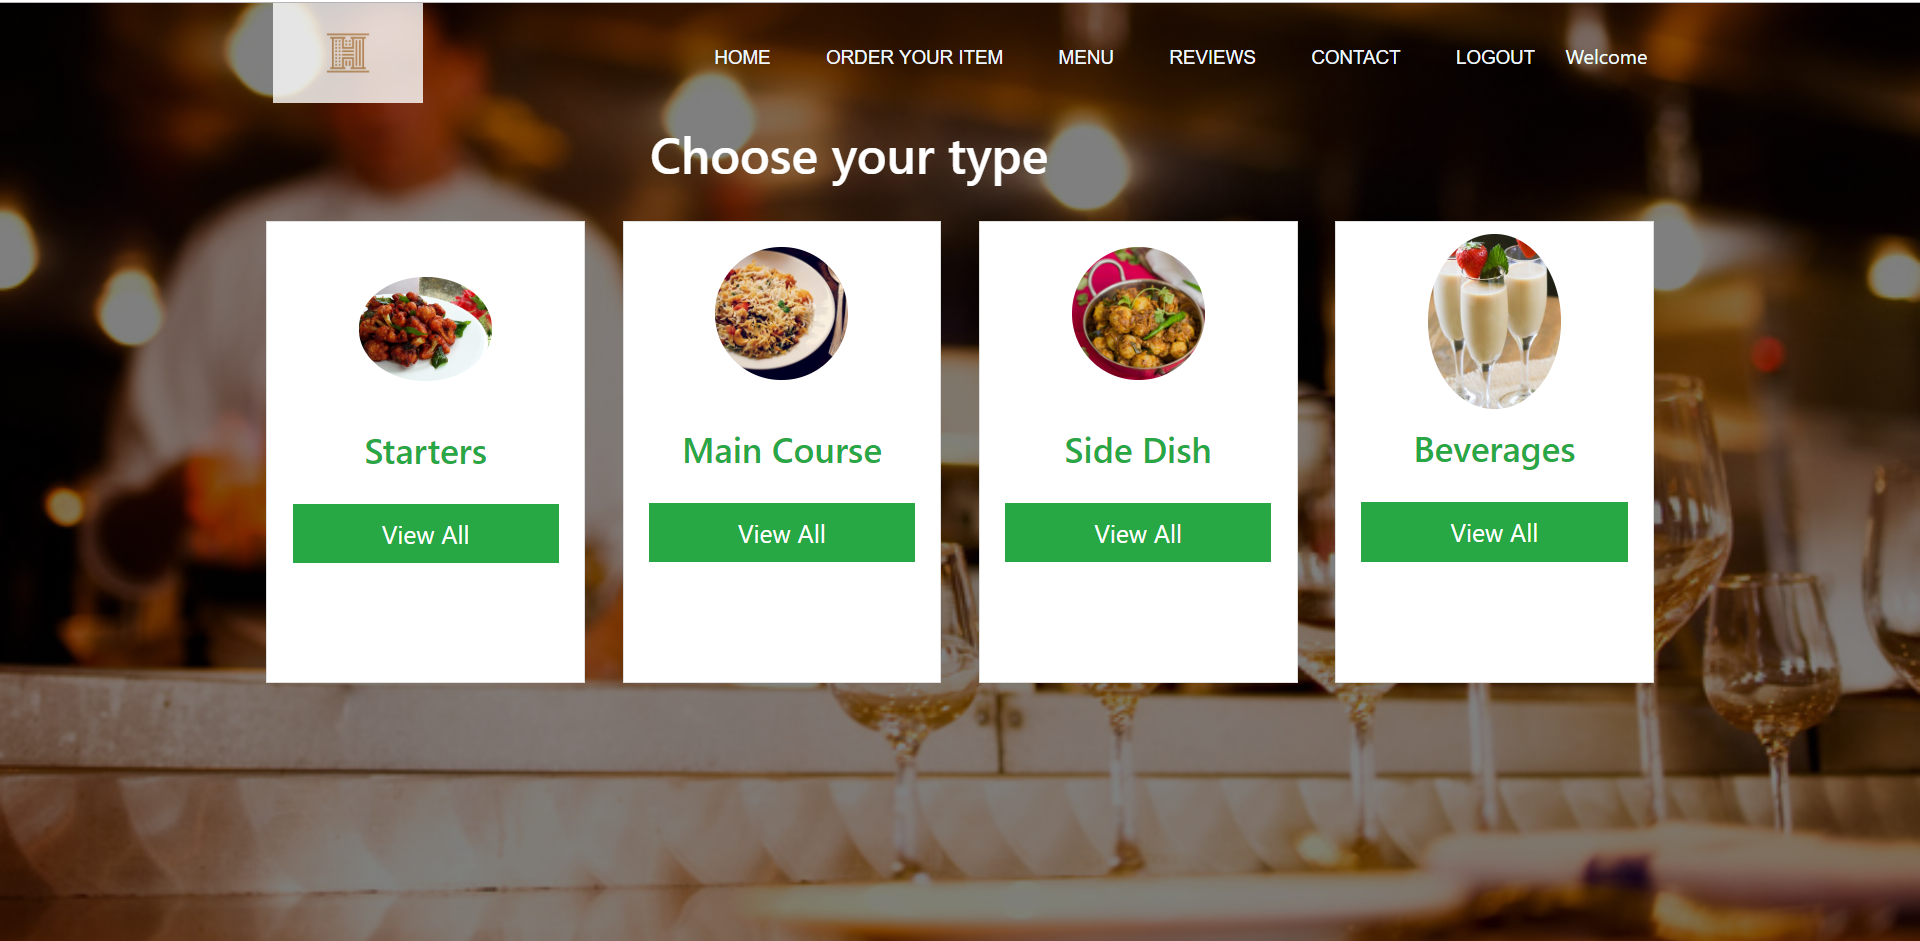 H
HOME ORDER YOUR ITEM MENU REVIEWS CONTACT LOGOUT Welcome
Choose your type
Starters Main Course Side Dish Beverages
View All View All View All View All